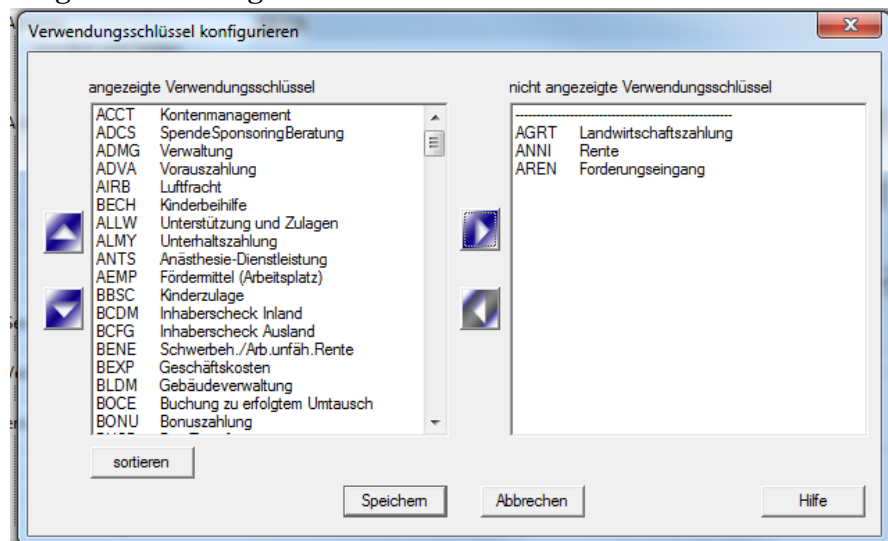 Verwendungsschlüssel konfigurieren
angezeigte Verwendungsschlüssel
ACCT Kontenmanagement
ADCS SpendeSponsoringBeratung
ADMG Verwaltung
ADVA Vorauszahlung
AIRB Luftfracht
BECH Kinderbeihilfe
ALLW Unterstützung und Zulagen
ALMY Unterhaltszahlung
ANTS Anästhesie-Dienstleistung
AEMP Fördermittel (Arbeitsplatz)
BBSC Kinderzulage
BCDM Inhaberscheck Inland
BCFG Inhaberscheck Ausland
BENE Schwerbeh./Arb.unfäh.Rente
BEXP Geschäftskosten
BLDM Gebäudeverwaltung
BOCE Buchung zu erfolgtem Umtausch
BONU Bonuszahlung
sortieren
nicht angezeigte Verwendungsschlüssel
--------------------------------------------------
AGRT Landwirtschaftszahlung
ANNI Rente
AREN Forderungseingang
Speichern
Abbrechen
Hilfe